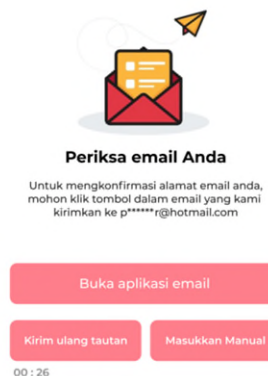 Periksa email Anda
Untuk mengkonfirmasi alamat email anda,
mohon klik tombol dalam email yang kami
kirimkan ke p******r@hotmail.com
Buka aplikasi email
Kirim ulang tautan
Masukkan Manual
00 : 26